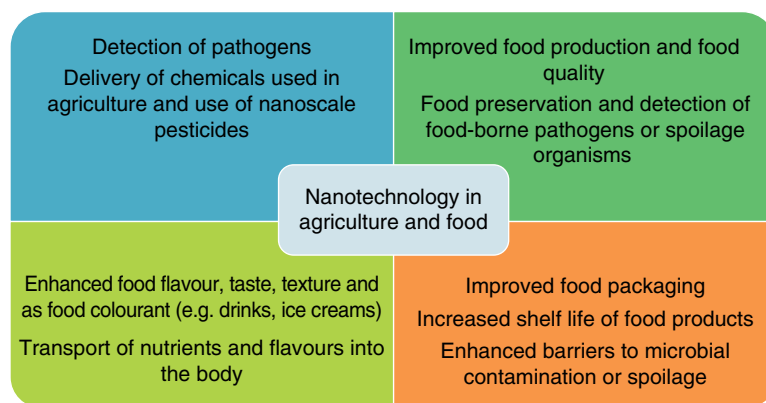 Detection of pathogens
Delivery of chemicals used in
agriculture and use of nanoscale
pesticides
Improved food production and food
quality
Food preservation and detection of
food-borne pathogens or spoilage
organisms
Nanotechnology in
agriculture and food
Enhanced food flavour, taste, texture and
as food colourant (e.g. drinks, ice creams)
Transport of nutrients and flavours into
the body
Improved food packaging
Increased shelf life of food products
Enhanced barriers to microbial
contamination or spoilage